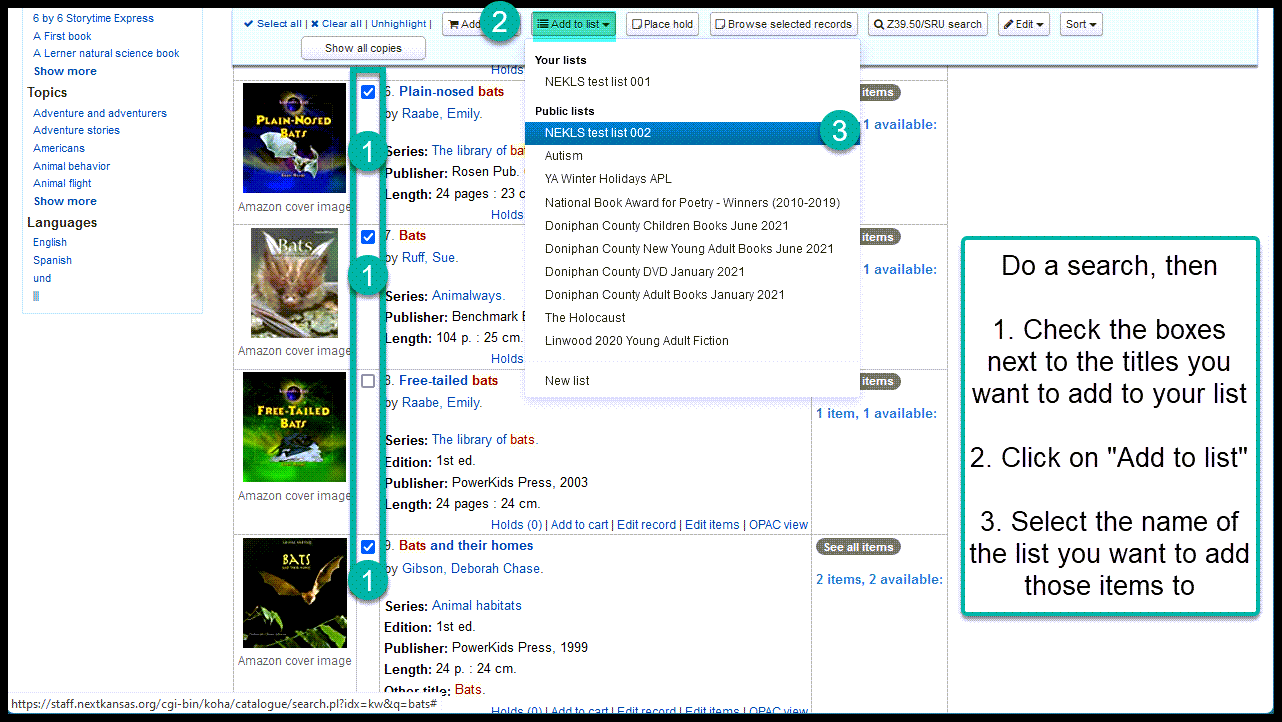 6 by 6 Storytime Express
A First book
A Lerner natural science book
Show more
Topics
Adventure and adventurers
Adventure stories
Americans
Animal behavior
Animal flight
Show more
Languages
English
Spanish
und
Select all | Clear all | Unhighlight |
Add
2
Add to list
Place hold
Browse selected records
Z39.50/SRU search
Edit
Sort
Show all copies
Your lists
NEKLS test list 001
Public lists
NEKLS test list 002
3
Autism
YA Winter Holidays APL
National Book Award for Poetry - Winners (2010-2019)
Doniphan County Children Books June 2021
Doniphan County New Young Adult Books June 2021
Doniphan County DVD January 2021
Doniphan County Adult Books January 2021
The Holocaust
Linwood 2020 Young Adult Fiction
New list
Holds
PLAIN-NOSED
BATS
Amazon cover image
1
6. Plain-nosed bats
by Raabe, Emily.
Series: The library of bat
Publisher: Rosen Pub.
Length: 24 pages : 23 c
Holds
items
1 available:
Bats
Amazon cover image
1
7. Bats
by Ruff, Sue.
Series: Animalways.
Publisher: Benchmark B
Length: 104 p. : 25 cm.
Holds
items
1 available:
FREE-TAILED
BATS
Amazon cover image
8. Free-tailed bats
by Raabe, Emily.
Series: The library of bats.
Edition: 1st ed.
Publisher: PowerKids Press, 2003
Length: 24 pages : 24 cm.
Holds (0) | Add to cart | Edit record | Edit items | OPAC view
items
1 item, 1 available:
BATS
AND THEIR HOMES
Amazon cover image
1
9. Bats and their homes
by Gibson, Deborah Chase.
Series: Animal habitats
Edition: 1st ed.
Publisher: PowerKids Press, 1999
Length: 24 p. : 24 cm.
Other title: Bats.
Holds (0) | Add to cart | Edit record | Edit items | OPAC view
See all items
2 items, 2 available:
Do a search, then
1. Check the boxes
next to the titles you
want to add to your list
2. Click on "Add to list"
3. Select the name of
the list you want to add
those items to
https://staff.nextkansas.org/cgi-bin/koha/catalogue/search.pl?idx=kw&q=bats#